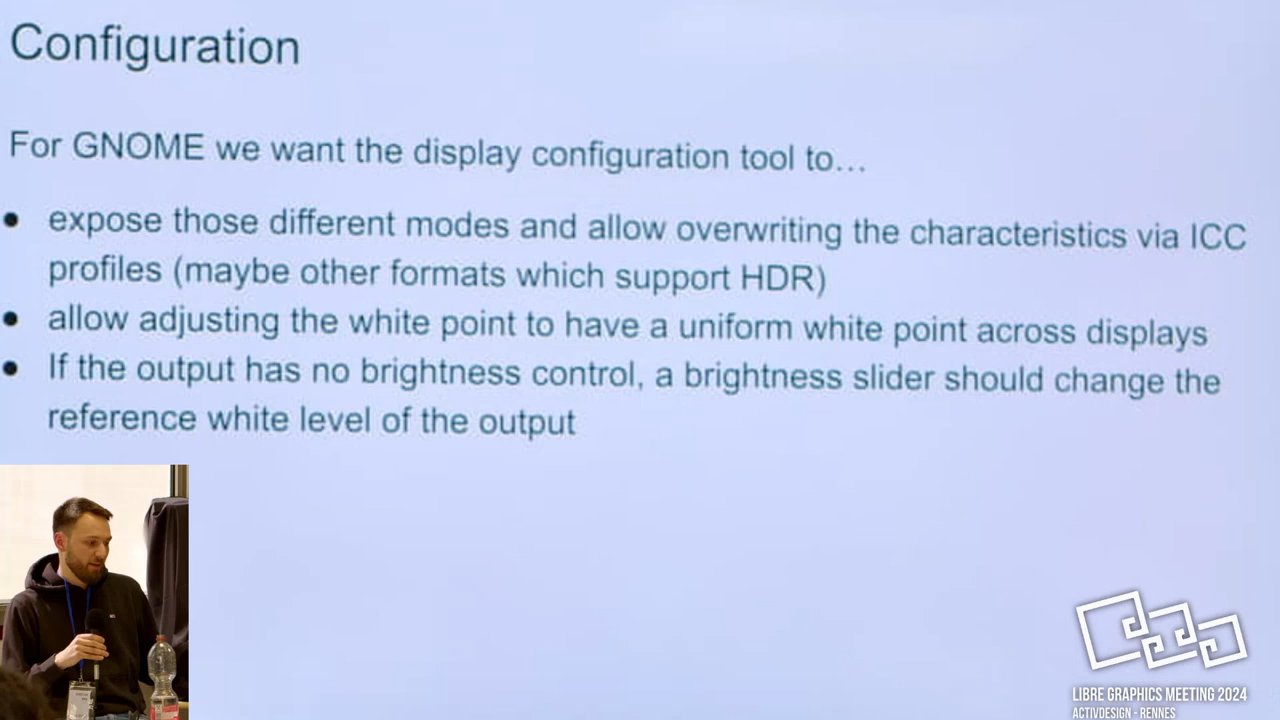 Configuration
For GNOME we want the display configuration tool to…
● expose those different modes and allow overwriting the characteristics via ICC
profiles (maybe other formats which support HDR)
● allow adjusting the white point to have a uniform white point across displays
● If the output has no brightness control, a brightness slider should change the
reference white level of the output
LIBRE GRAPHICS MEETING 2024
ACTIVDESIGN - RENNES